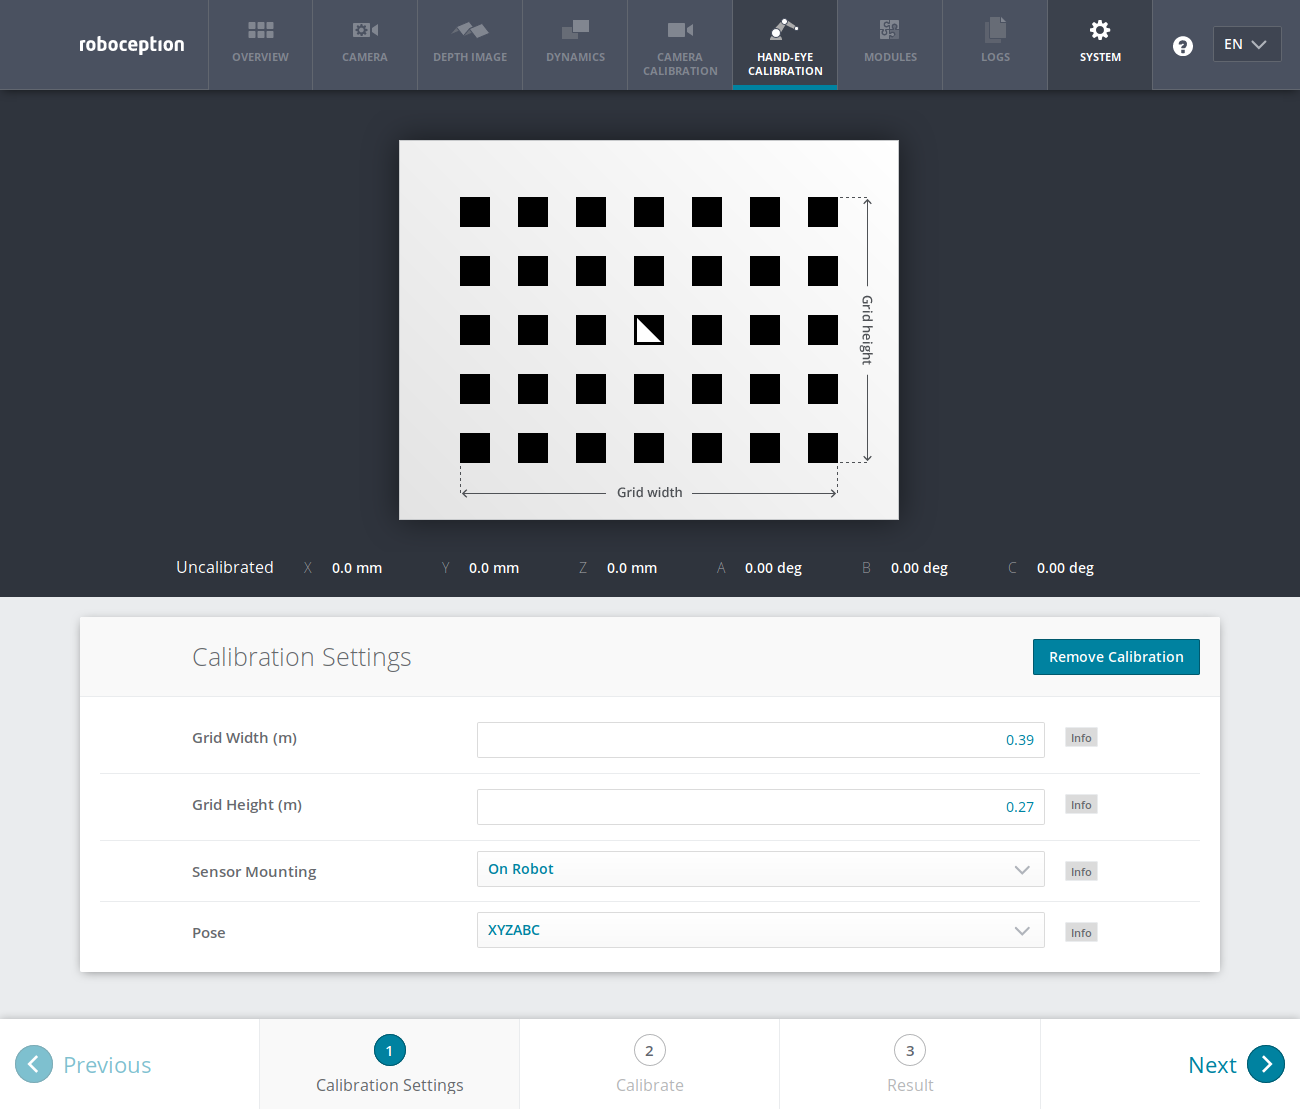 roboception
OVERVIEW
CAMERA
DEPTH IMAGE
DYNAMICS
CAMERA
CALIBRATION
HAND-EYE
CALIBRATION
MODULES
LOGS
SYSTEM
?
EN
Grid height
Grid width
Uncalibrated X 0.0 mm Y 0.0 mm Z 0.0 mm A 0.00 deg B 0.00 deg C 0.00 deg
Calibration Settings
Remove Calibration
Grid Width (m) 0.39 Info
Grid Height (m) 0.27 Info
Sensor Mounting On Robot Info
Pose XYZABC Info
Previous
1
Calibration Settings
2
Calibrate
3
Result
Next